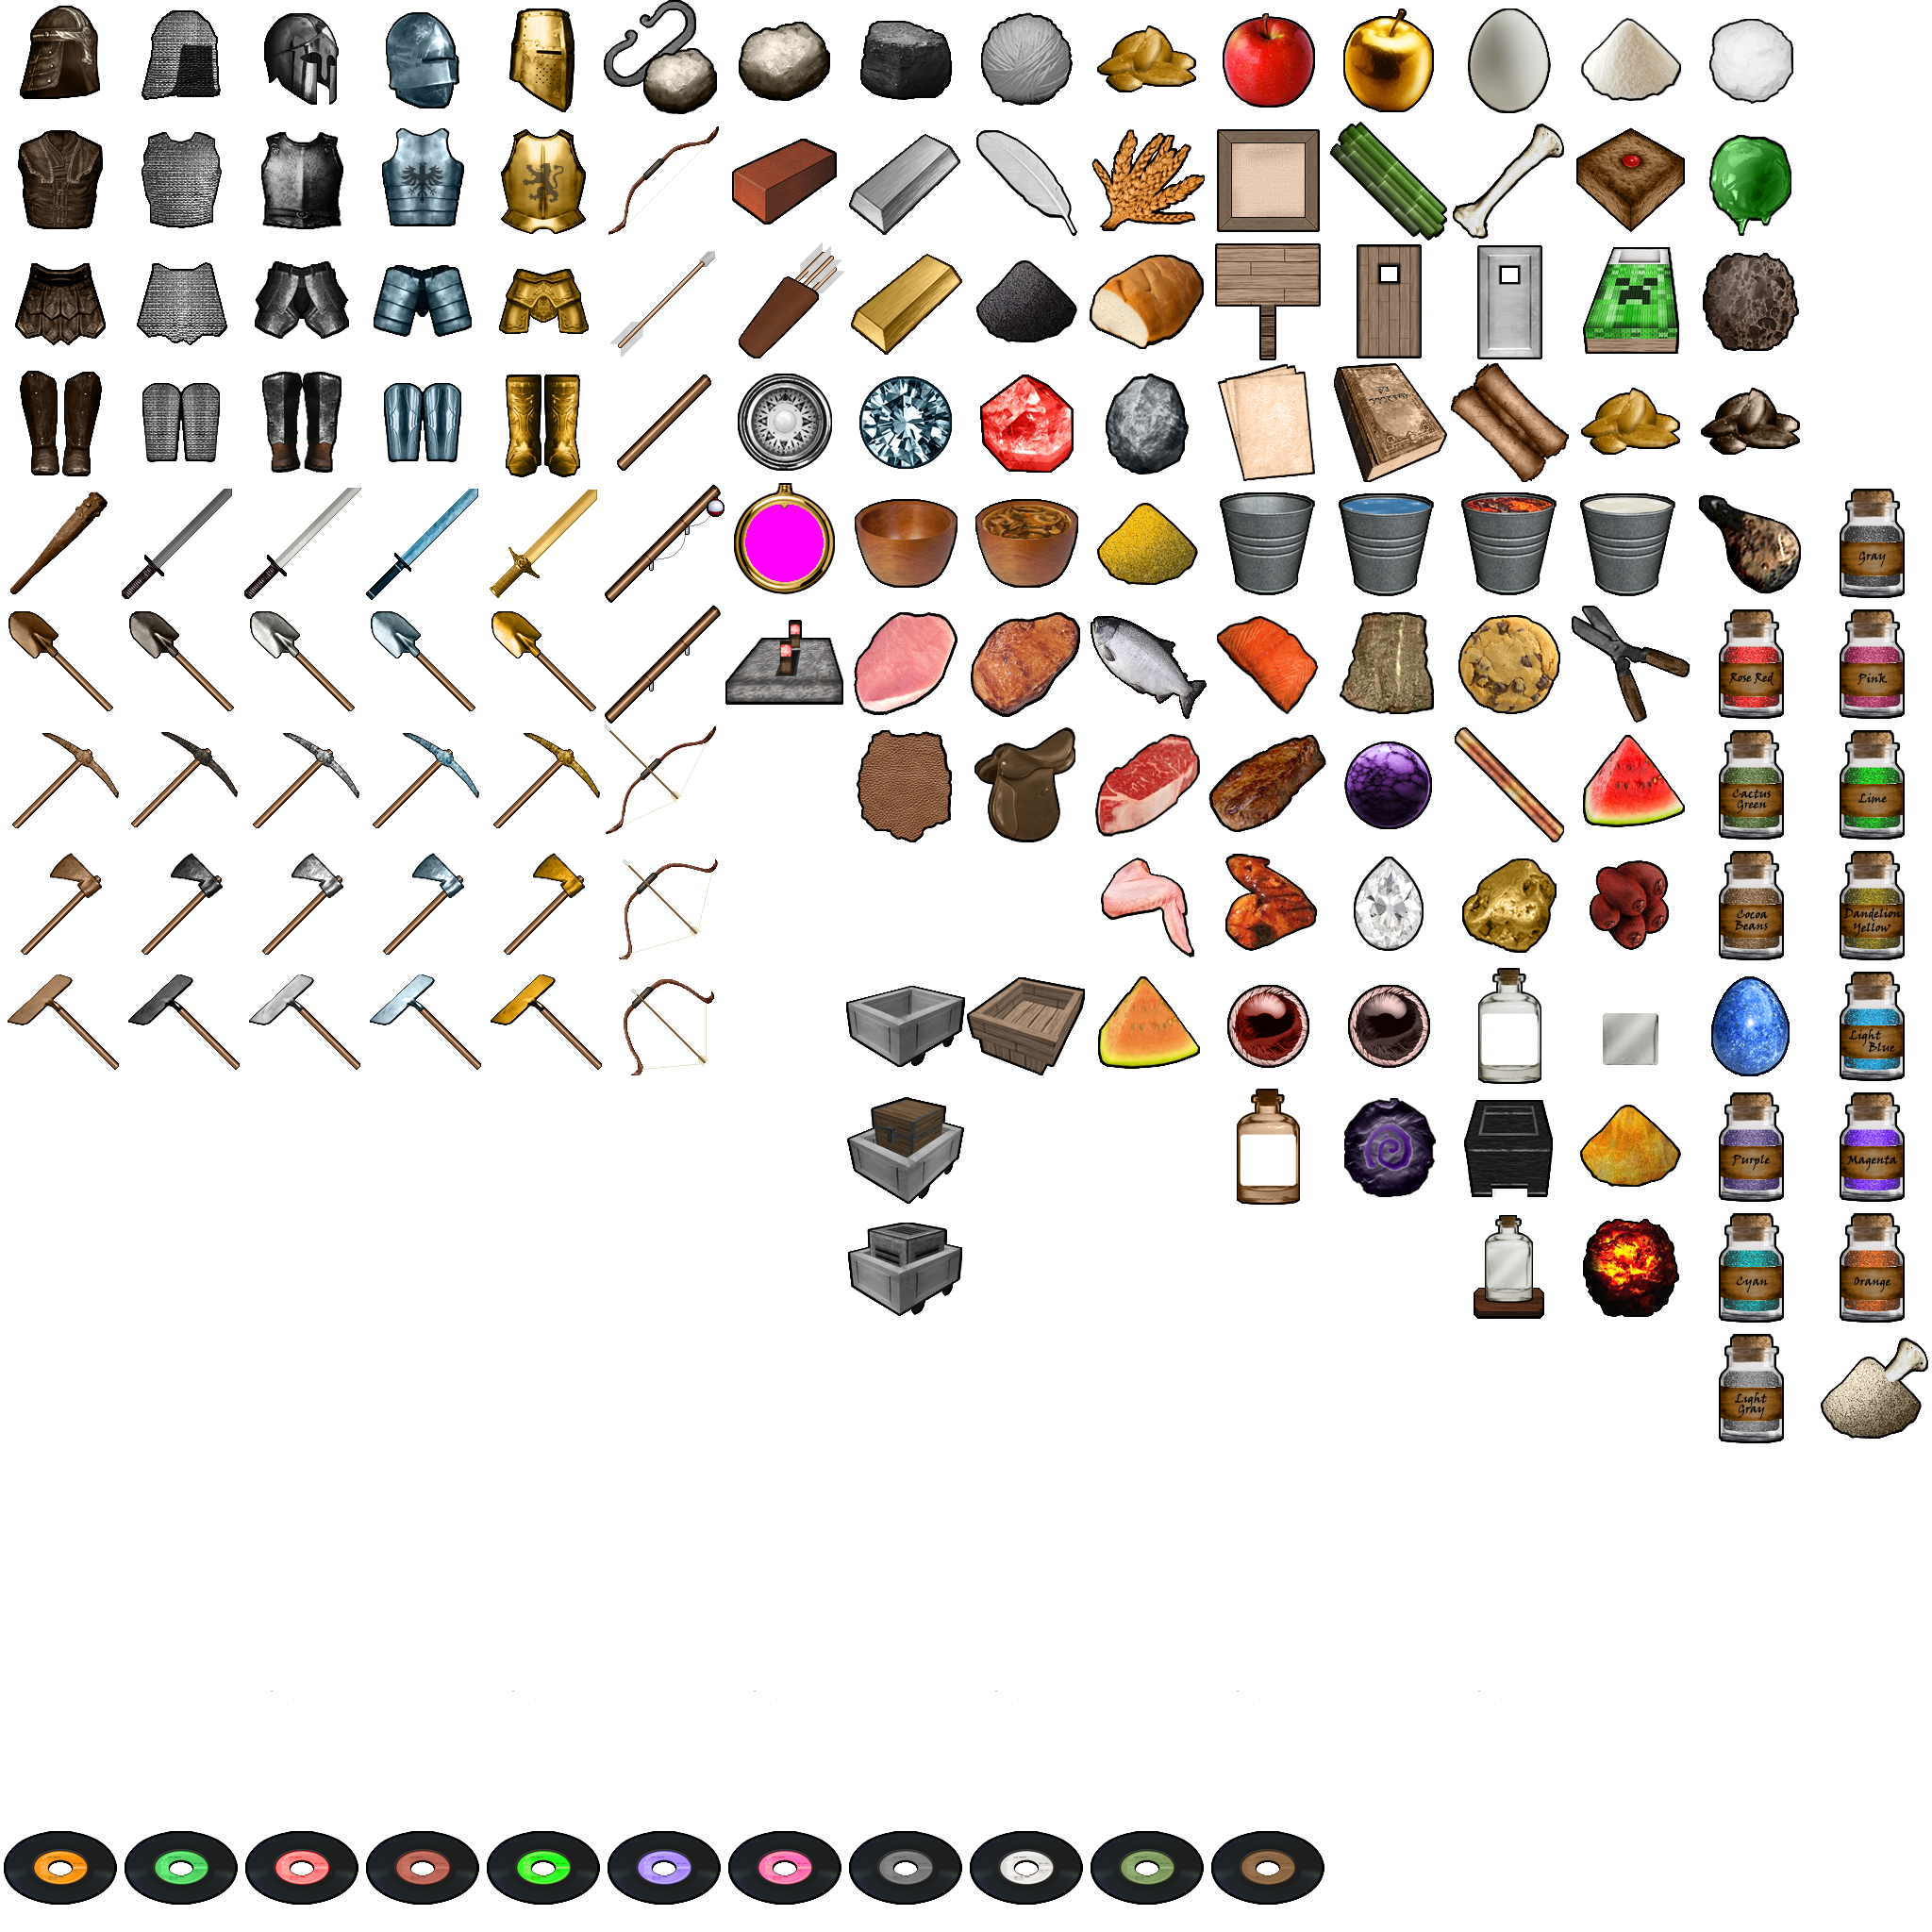 Gray
Rose Red
Pink
Cactus
Green
Lime
Cocoa
Beans
Dandelion
Yellow
Light
Blue
Purple
Magenta
Cyan
Orange
Light
Gray